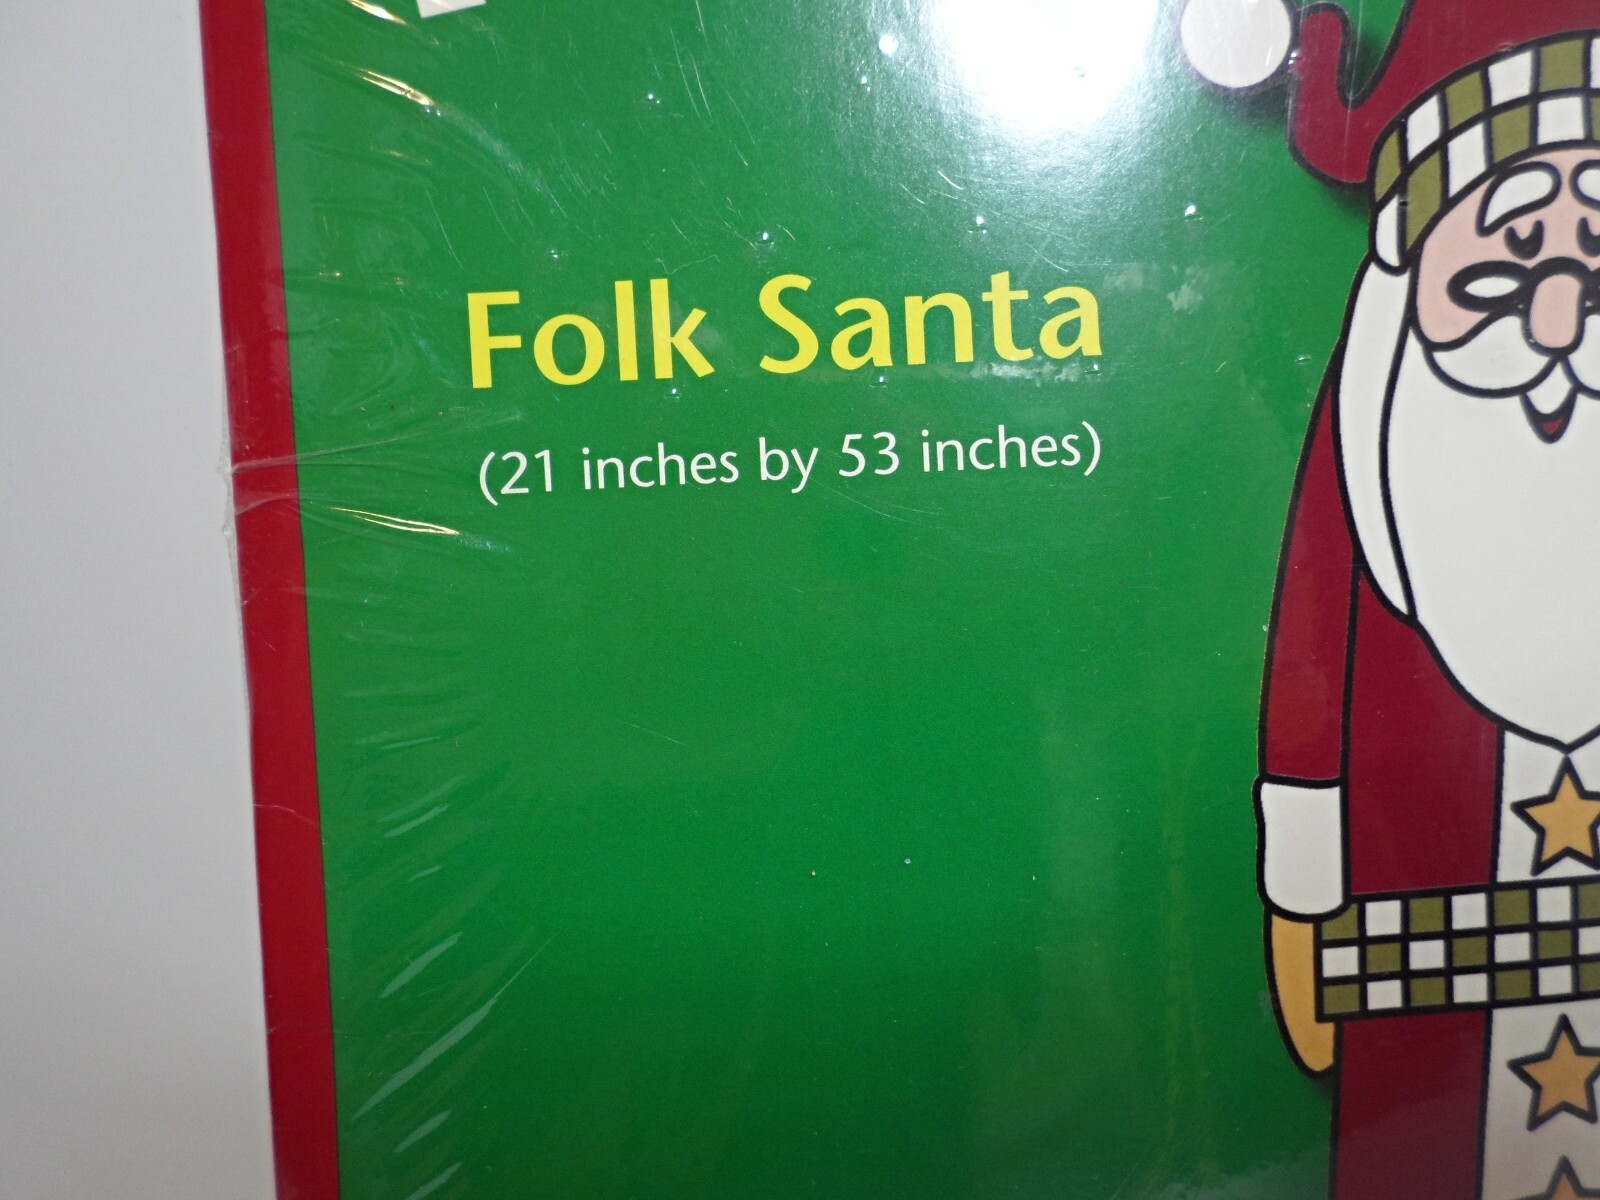 Folk Santa
(21 inches by 53 inches)